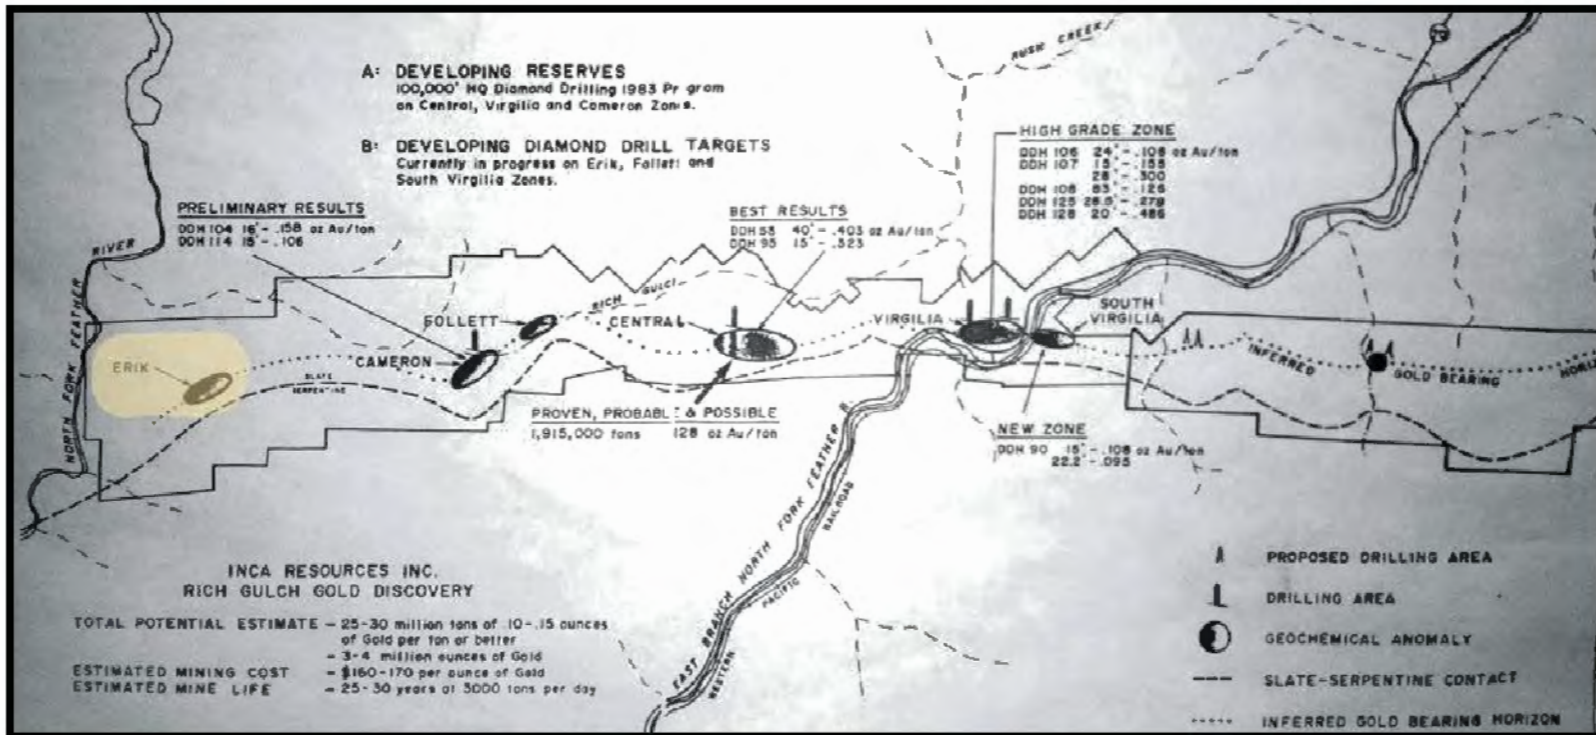 RUSH CREEK
A: DEVELOPING RESERVES
100,000' HQ Diamond Drilling 1983 Pr gram
on Central, Virgilia and Cameron Zones.
B: DEVELOPING DIAMOND DRILL TARGETS
Currently in progress on Erik, Follett and
South Virgilia Zones.
HIGH GRADE ZONE
DDH 106 24' - .108 oz Au/ton
DDH 107 15' - .155
28' - .300
DDH 108 83' - .126
DDH 125 28.5' - .279
DDH 128 20' - .486
PRELIMINARY RESULTS
DDH 104 16' - .158 oz Au/ton
DDH 114 15' - .106
BEST RESULTS
DDH 58 40' - .403 oz Au/ton
DDH 95 15' - .323
NORTH FORK FEATHER RIVER
RICH GULCH
FOLLETT
CENTRAL
VIRGILIA
SOUTH
VIRGILIA
ERIK
CAMERON
SLATE
SERPENTINE
INFERRED GOLD BEARING HORIZ
PROVEN, PROBABLE & POSSIBLE
1,915,000 tons 128 oz Au/ton
NEW ZONE
DDH 90 15' - .108 oz Au/ton
22.2' - .095
EAST BRANCH NORTH FORK FEATHER R.
WESTERN PACIFIC RAILROAD
INCA RESOURCES INC.
RICH GULCH GOLD DISCOVERY
TOTAL POTENTIAL ESTIMATE - 25-30 million tons of .10-.15 ounces
of Gold per ton or better
- 3-4 million ounces of Gold
ESTIMATED MINING COST - $160-170 per ounce of Gold
ESTIMATED MINE LIFE - 25-30 years at 3000 tons per day
PROPOSED DRILLING AREA
DRILLING AREA
GEOCHEMICAL ANOMALY
SLATE-SERPENTINE CONTACT
INFERRED GOLD BEARING HORIZON